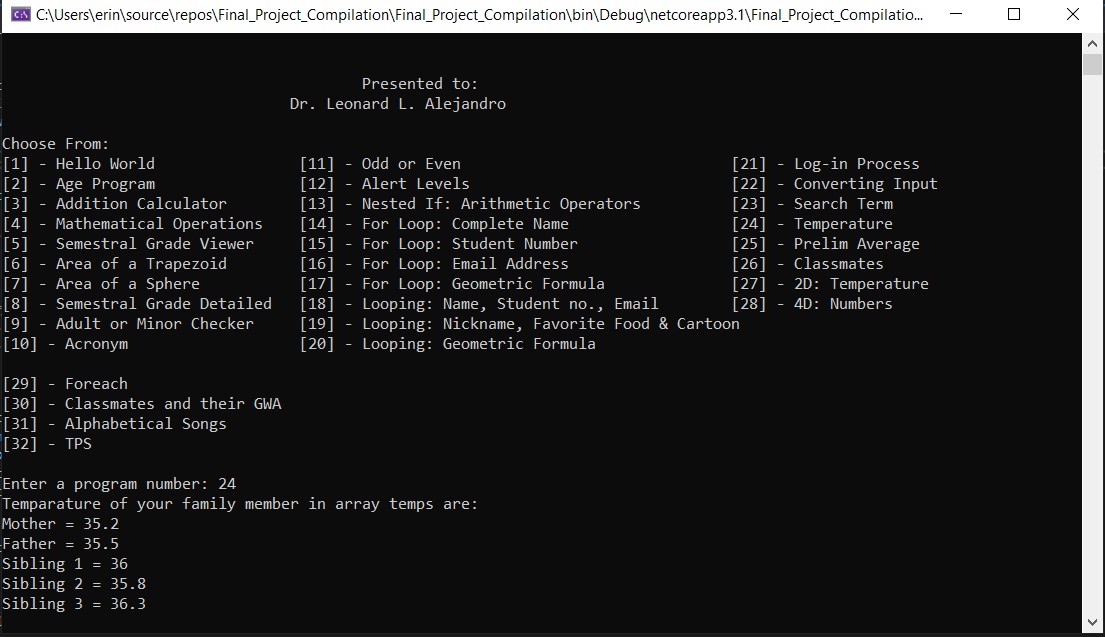 C:\Users\erin\source\repos\Final_Project_Compilation\Final_Project_Compilation\bin\Debug\netcoreapp3.1\Final_Project_Compilatio...
Presented to:
Dr. Leonard L. Alejandro
Choose From:
[1] - Hello World [11] - Odd or Even [21] - Log-in Process
[2] - Age Program [12] - Alert Levels [22] - Converting Input
[3] - Addition Calculator [13] - Nested If: Arithmetic Operators [23] - Search Term
[4] - Mathematical Operations [14] - For Loop: Complete Name [24] - Temperature
[5] - Semestral Grade Viewer [15] - For Loop: Student Number [25] - Prelim Average
[6] - Area of a Trapezoid [16] - For Loop: Email Address [26] - Classmates
[7] - Area of a Sphere [17] - For Loop: Geometric Formula [27] - 2D: Temperature
[8] - Semestral Grade Detailed [18] - Looping: Name, Student no., Email [28] - 4D: Numbers
[9] - Adult or Minor Checker [19] - Looping: Nickname, Favorite Food & Cartoon
[10] - Acronym [20] - Looping: Geometric Formula
[29] - Foreach
[30] - Classmates and their GWA
[31] - Alphabetical Songs
[32] - TPS
Enter a program number: 24
Temparature of your family member in array temps are:
Mother = 35.2
Father = 35.5
Sibling 1 = 36
Sibling 2 = 35.8
Sibling 3 = 36.3